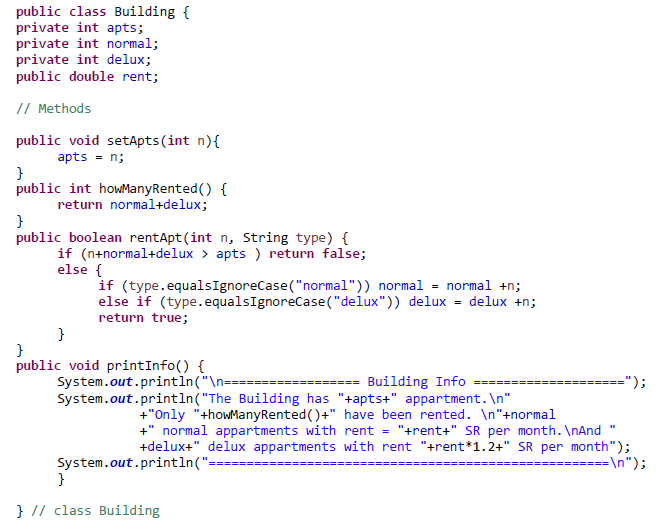 public class Building {
private int apts;
private int normal;
private int delux;
public double rent;
// Methods
public void setApts(int n){
apts = n;
}
public int howManyRented() {
return normal+delux;
}
public boolean rentApt(int n, String type) {
if (n+normal+delux > apts ) return false;
else {
if (type.equalsIgnoreCase("normal")) normal = normal +n;
else if (type.equalsIgnoreCase("delux")) delux = delux +n;
return true;
}
}
public void printInfo() {
System.out.println("\n================== Building Info ====================");
System.out.println("The Building has "+apts+" appartment.\n"
+"Only "+howManyRented()+" have been rented. \n"+normal
+" normal appartments with rent = "+rent+" SR per month.\nAnd "
+delux+" delux appartments with rent "+rent*1.2+" SR per month");
System.out.println("=====================================================\n");
}
} // class Building